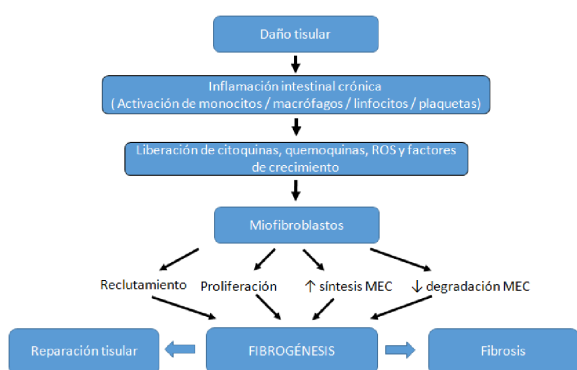 Daño tisular
Inflamación intestinal crónica
( Activación de monocitos / macrófagos / linfocitos / plaquetas)
Liberación de citoquinas, quemoquinas, ROS y factores
de crecimiento
Miofibroblastos
Reclutamiento Proliferación ↑ síntesis MEC ↓ degradación MEC
Reparación tisular FIBROGÉNESIS Fibrosis